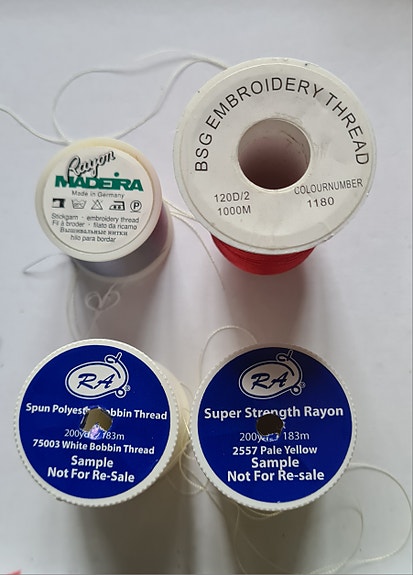 Rayon
MADEIRA
Made in Germany
Stickgarn · embroidery thread
Fil à broder · filato da ricamo
Вышивальные нитки
hilo para bordar
BSG EMBROIDERY THREAD
120D/2
1000M
COLOURNUMBER
1180
RA
Spun Polyester Bobbin Thread
200yds 183m
75003 White Bobbin Thread
Sample
Not For Re-sale
RA
Super Strength Rayon
200yds 183m
2557 Pale Yellow
Sample
Not For Re-sale